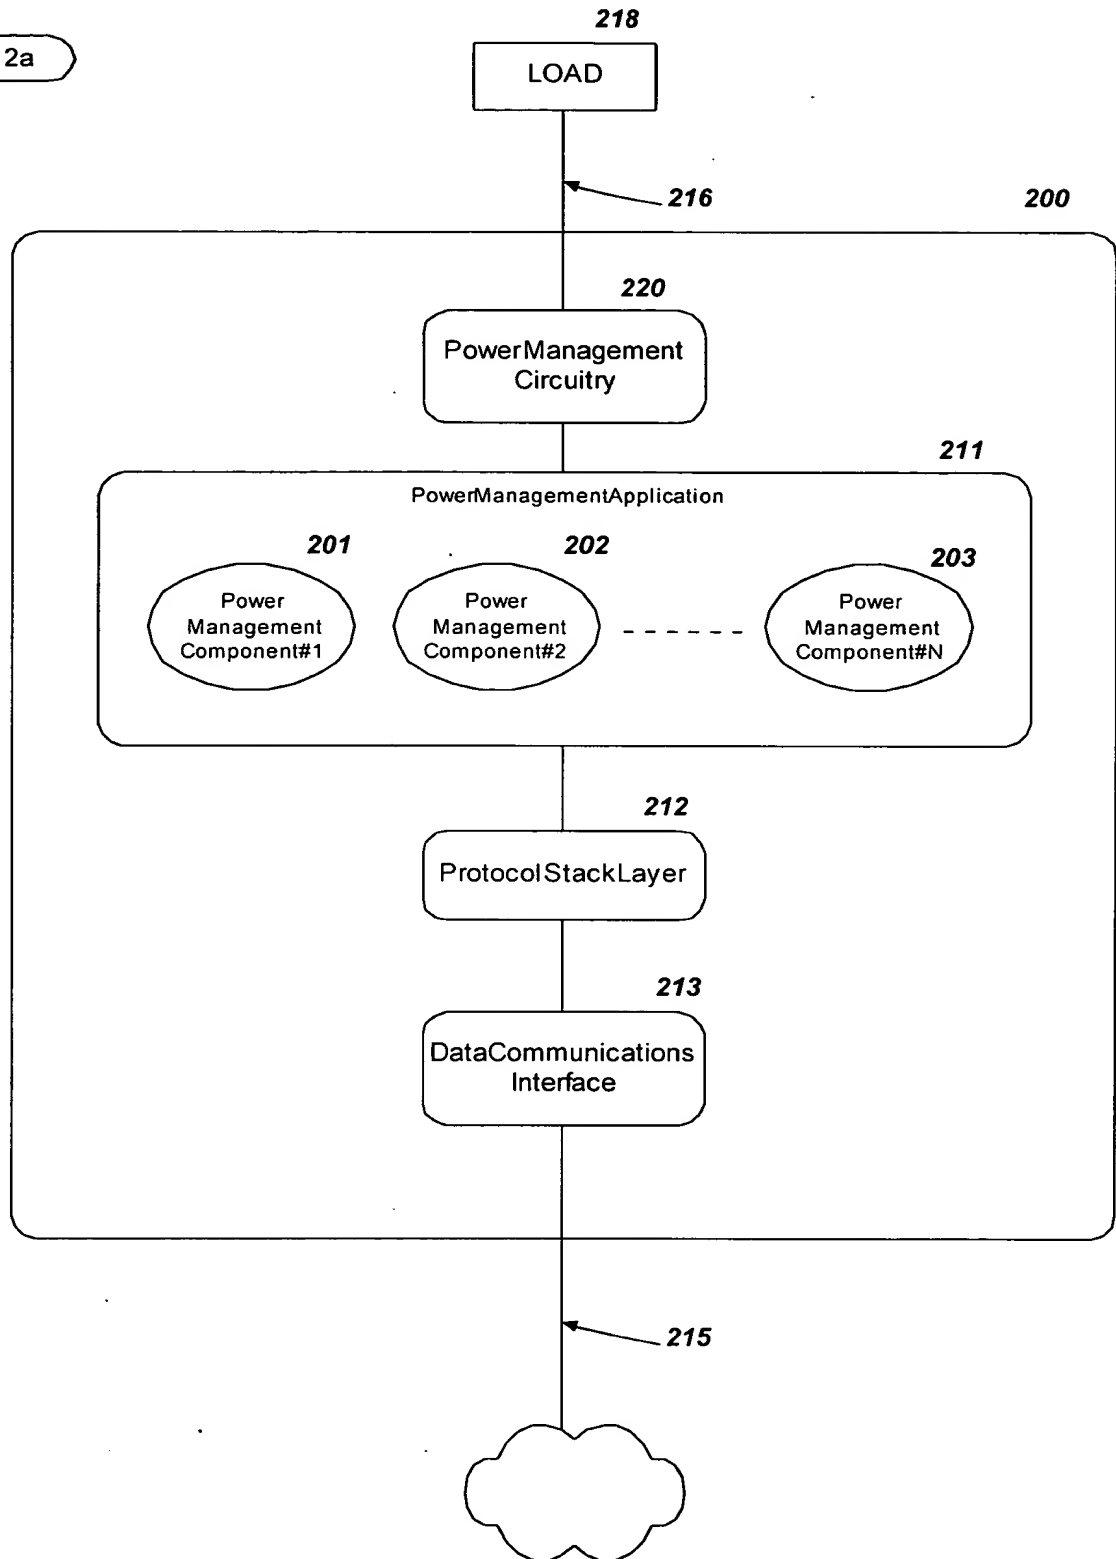 218
2a
LOAD
216
200
220
PowerManagement
Circuitry
211
PowerManagementApplication
201
202
203
Power
Management
Component#1
Power
Management
Component#2
Power
Management
Component#N
212
ProtocolStackLayer
213
DataCommunications
Interface
215